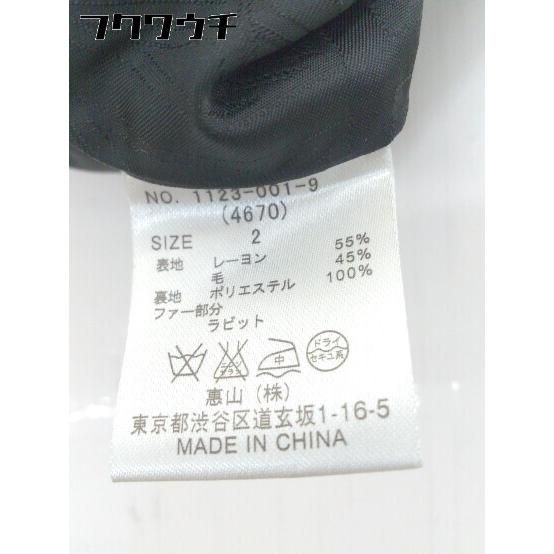 フクワウチ
NO. 1123-001-9
(4670)
SIZE 2
表地 レーヨン 55%
毛 45%
裏地 ポリエステル 100%
ファー部分
ラビット
中
ドライ
セキユ系
惠山（株）
東京都渋谷区道玄坂1-16-5
MADE IN CHINA